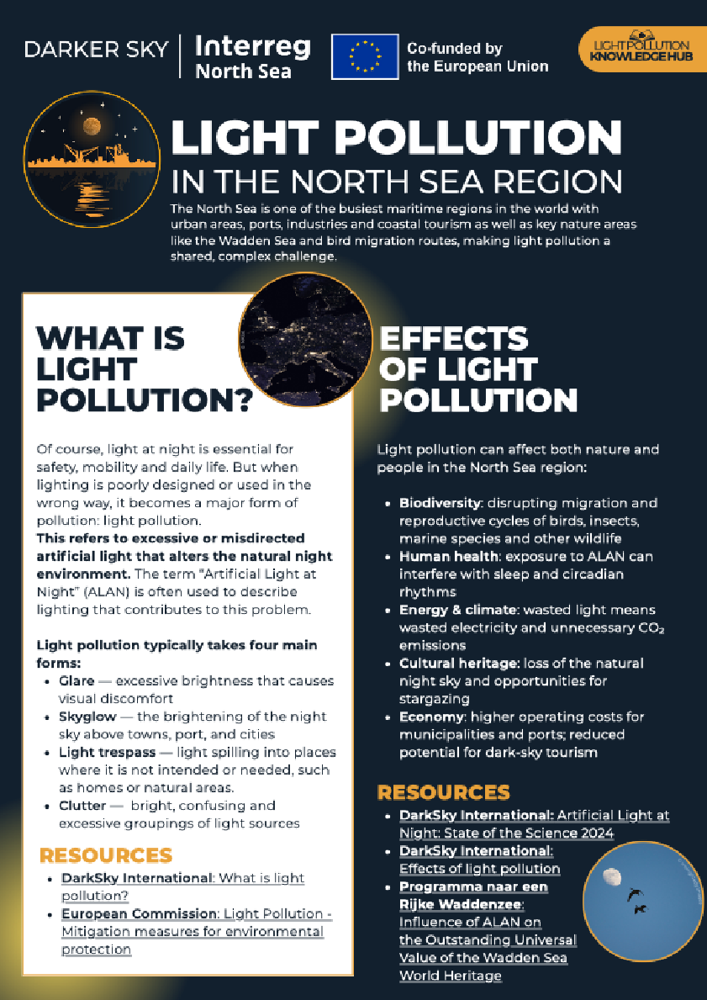 DARKER SKY
Interreg
North Sea
Co-funded by
the European Union
LIGHT POLLUTION
KNOWLEDGE HUB
LIGHT POLLUTION
IN THE NORTH SEA REGION
The North Sea is one of the busiest maritime regions in the world with
urban areas, ports, industries and coastal tourism as well as key nature areas
like the Wadden Sea and bird migration routes, making light pollution a
shared, complex challenge.
WHAT IS
LIGHT
POLLUTION?
Of course, light at night is essential for
safety, mobility and daily life. But when
lighting is poorly designed or used in the
wrong way, it becomes a major form of
pollution: light pollution.
This refers to excessive or misdirected
artificial light that alters the natural night
environment. The term "Artificial Light at
Night" (ALAN) is often used to describe
lighting that contributes to this problem.
Light pollution typically takes four main
forms:
• Glare — excessive brightness that causes
visual discomfort
• Skyglow — the brightening of the night
sky above towns, port, and cities
• Light trespass — light spilling into places
where it is not intended or needed, such
as homes or natural areas.
• Clutter — bright, confusing and
excessive groupings of light sources
RESOURCES
• DarkSky International: What is light
pollution?
• European Commission: Light Pollution -
Mitigation measures for environmental
protection
EFFECTS
OF LIGHT
POLLUTION
Light pollution can affect both nature and
people in the North Sea region:
• Biodiversity: disrupting migration and
reproductive cycles of birds, insects,
marine species and other wildlife
• Human health: exposure to ALAN can
interfere with sleep and circadian
rhythms
• Energy & climate: wasted light means
wasted electricity and unnecessary CO₂
emissions
• Cultural heritage: loss of the natural
night sky and opportunities for
stargazing
• Economy: higher operating costs for
municipalities and ports; reduced
potential for dark-sky tourism
RESOURCES
• DarkSky International: Artificial Light at
Night: State of the Science 2024
• DarkSky International:
Effects of light pollution
• Programma naar een
Rijke Waddenzee:
Influence of ALAN on
the Outstanding Universal
Value of the Wadden Sea
World Heritage